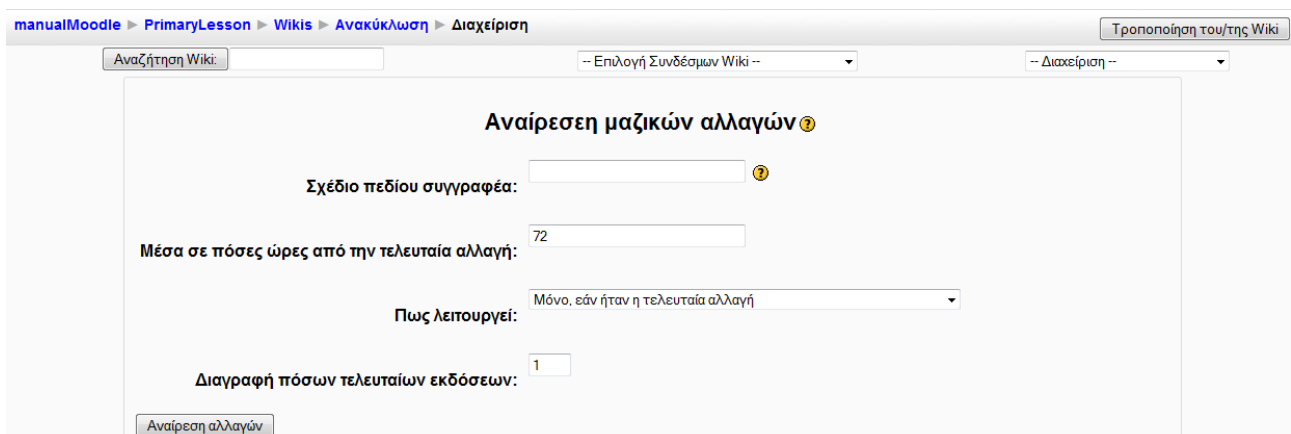 manualMoodle ► PrimaryLesson ► Wikis ► Ανακύκλωση ► Διαχείριση
Τροποποίηση του/της Wiki
Αναζήτηση Wiki:
-- Επιλογή Συνδέσμων Wiki --
-- Διαχείριση --
Αναίρεσεη μαζικών αλλαγών
Σχέδιο πεδίου συγγραφέα:
Μέσα σε πόσες ώρες από την τελευταία αλλαγή: 72
Πως λειτουργεί: Μόνο, εάν ήταν η τελευταία αλλαγή
Διαγραφή πόσων τελευταίων εκδόσεων: 1
Αναίρεση αλλαγών